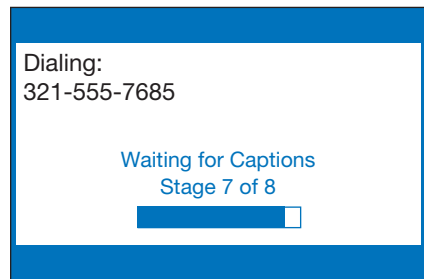 Dialing:
321-555-7685
Waiting for Captions
Stage 7 of 8